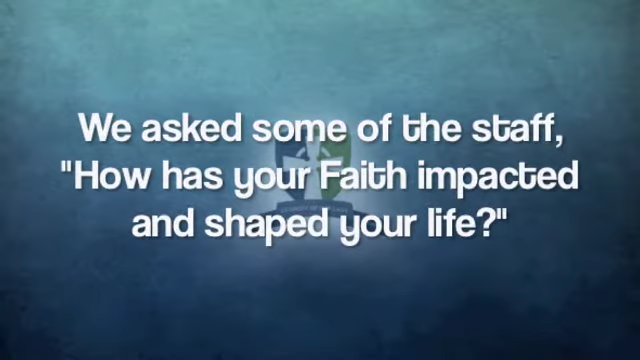 We asked some of the staff,
"How has your Faith impacted
and shaped your life?"